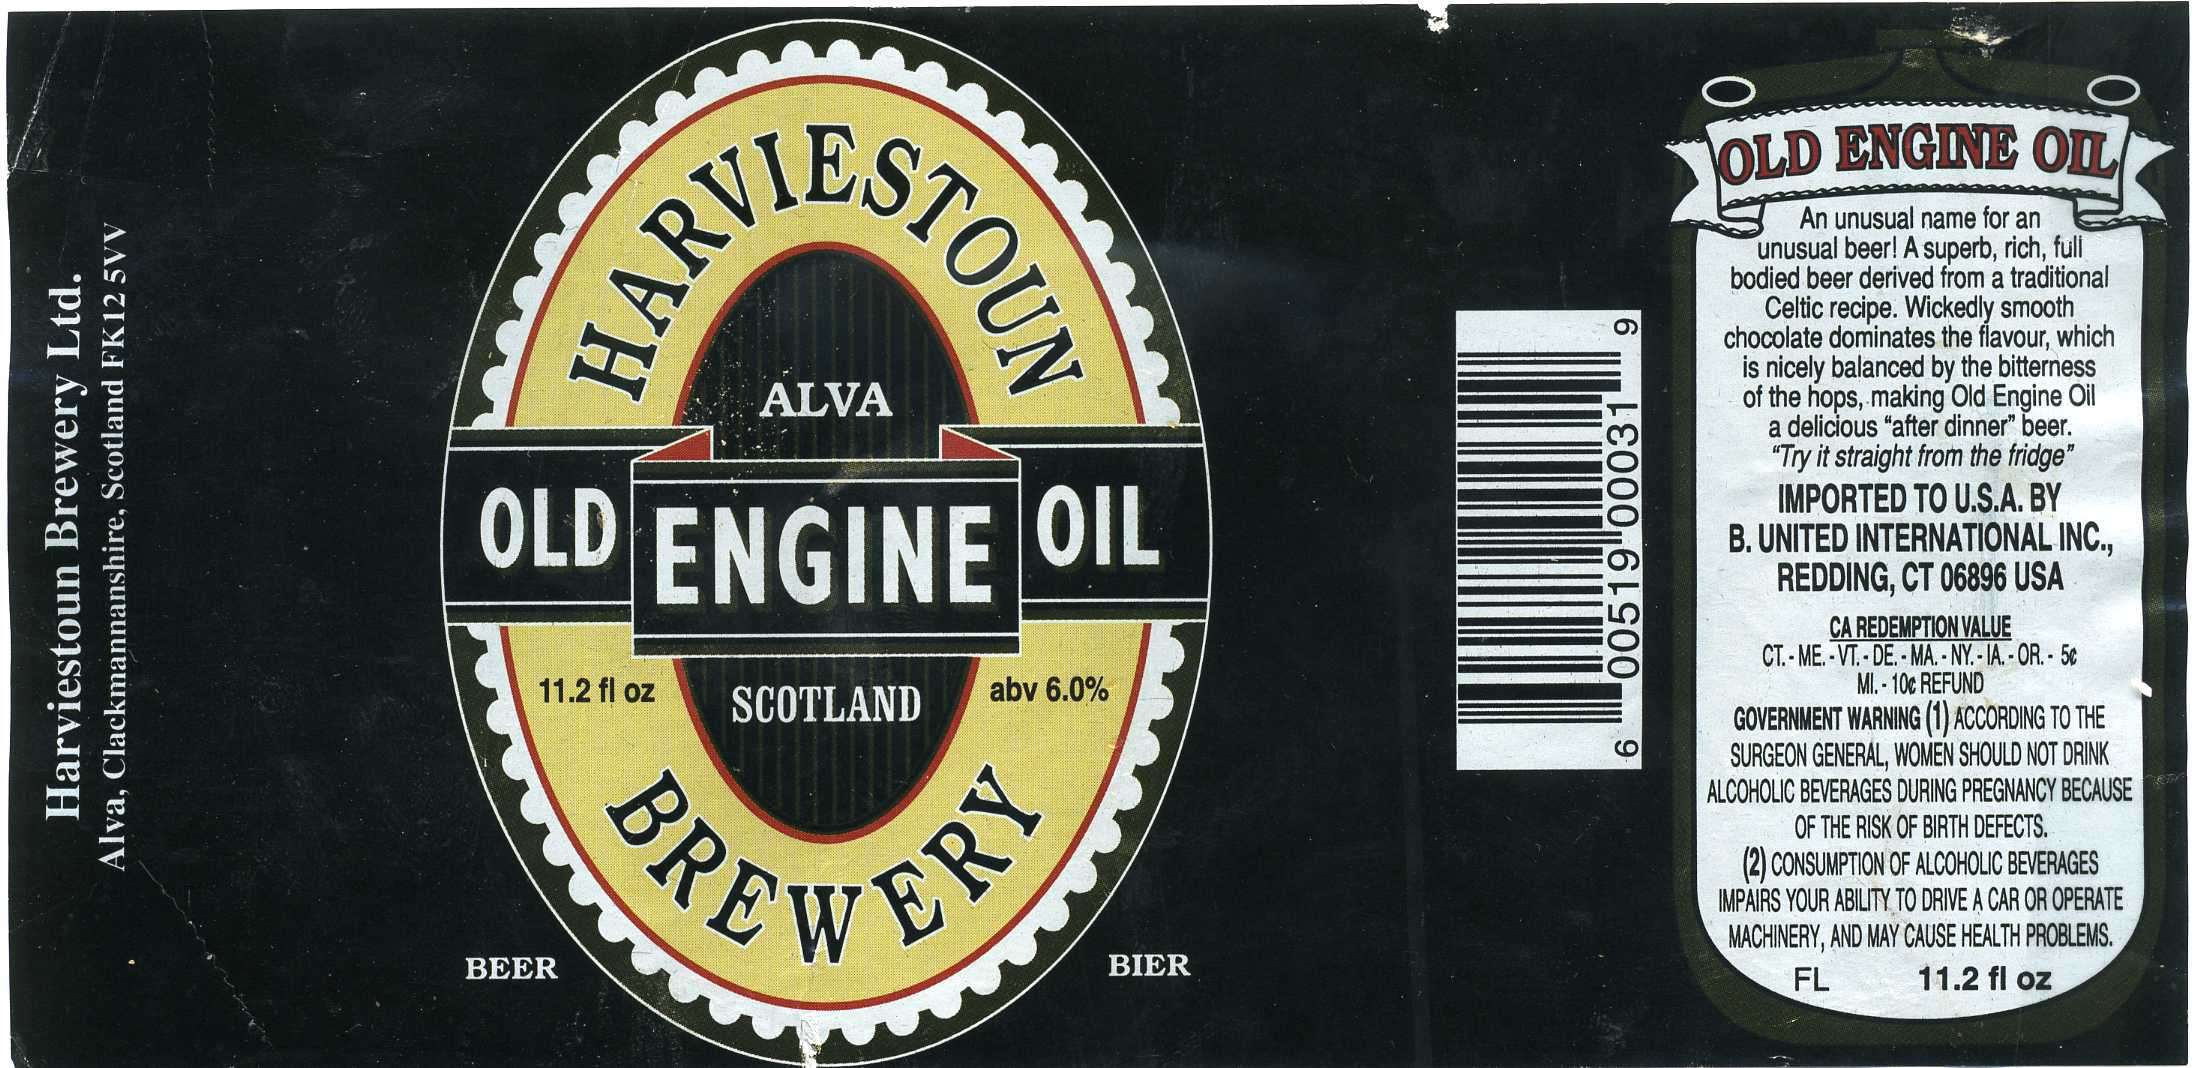 Harviestoun Brewery Ltd.
Alva, Clackmannanshire, Scotland FK12 5VV
HARVIESTOUN
ALVA
OLD ENGINE OIL
11.2 fl oz
SCOTLAND
abv 6.0%
BREWERY
BEER
BIER
6 00519 00031 9
OLD ENGINE OIL
An unusual name for an
unusual beer! A superb, rich, full
bodied beer derived from a traditional
Celtic recipe. Wickedly smooth
chocolate dominates the flavour, which
is nicely balanced by the bitterness
of the hops, making Old Engine Oil
a delicious “after dinner” beer.
“Try it straight from the fridge”
IMPORTED TO U.S.A. BY
B. UNITED INTERNATIONAL INC.,
REDDING, CT 06896 USA
CA REDEMPTION VALUE
CT. - ME. - VT. - DE. - MA. - NY. - IA. - OR. - 5¢
MI. - 10¢ REFUND
GOVERNMENT WARNING (1) ACCORDING TO THE
SURGEON GENERAL, WOMEN SHOULD NOT DRINK
ALCOHOLIC BEVERAGES DURING PREGNANCY BECAUSE
OF THE RISK OF BIRTH DEFECTS.
(2) CONSUMPTION OF ALCOHOLIC BEVERAGES
IMPAIRS YOUR ABILITY TO DRIVE A CAR OR OPERATE
MACHINERY, AND MAY CAUSE HEALTH PROBLEMS.
FL 11.2 fl oz